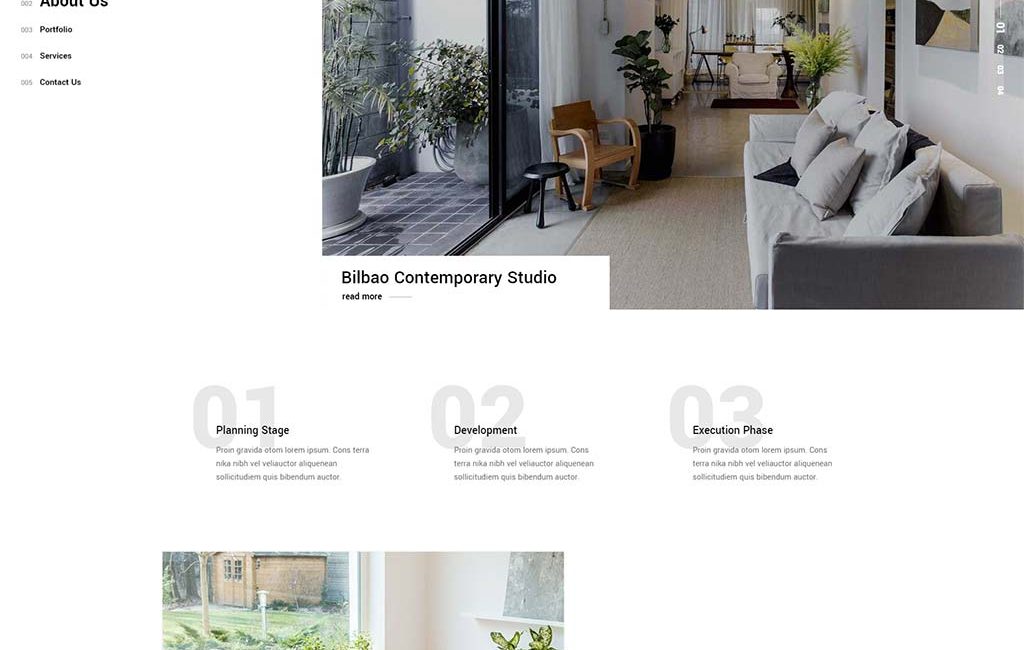 002 About Us
003 Portfolio
004 Services
005 Contact Us
01
02
03
04
Bilbao Contemporary Studio
read more
01
Planning Stage
Proin gravida otom lorem ipsum. Cons terra
nika nibh vel veliauctor aliquenean
sollicitudiem quis bibendum auctor.
02
Development
Proin gravida otom lorem ipsum. Cons
terra nika nibh vel veliauctor aliquenean
sollicitudiem quis bibendum auctor.
03
Execution Phase
Proin gravida otom lorem ipsum. Cons
terra nika nibh vel veliauctor aliquenean
sollicitudiem quis bibendum auctor.